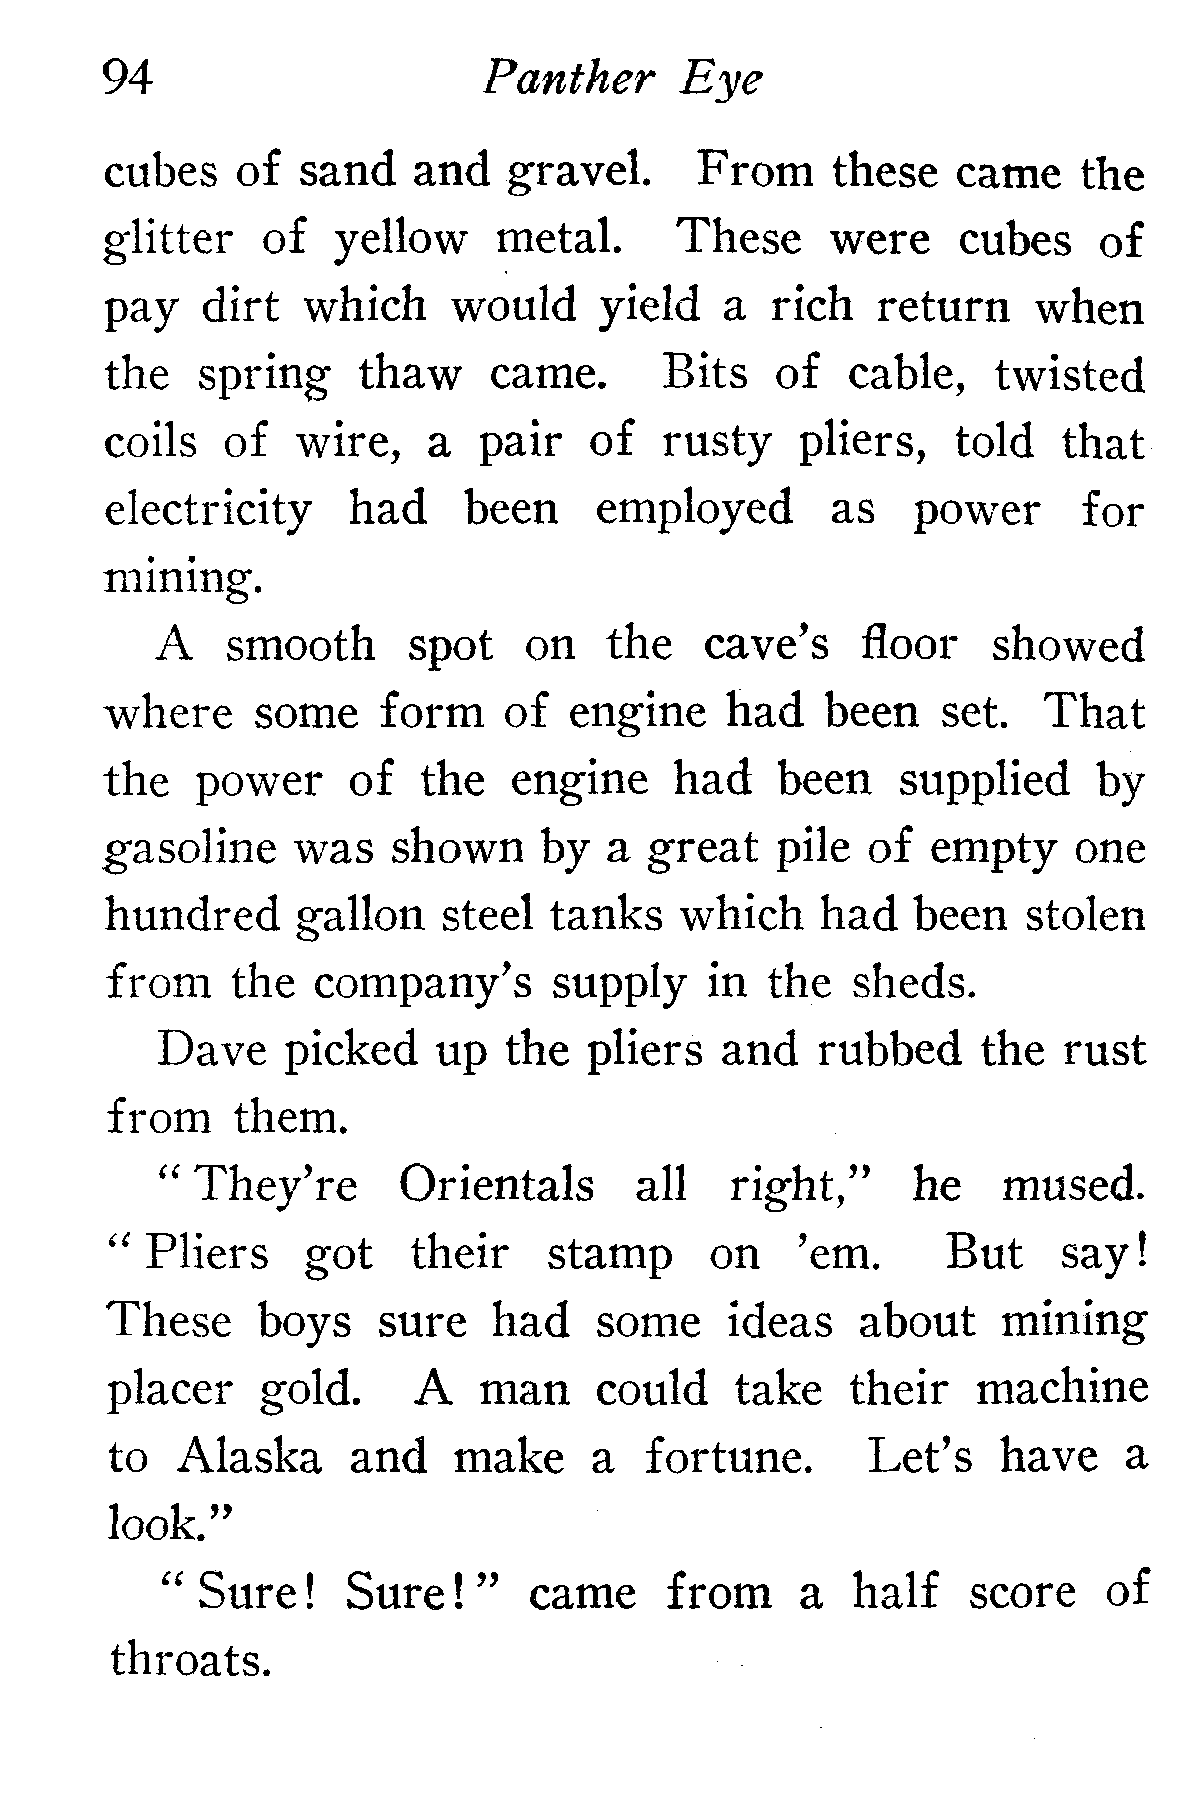 94 Panther Eye
cubes of sand and gravel. From these came the
glitter of yellow metal. These were cubes of
pay dirt which would yield a rich return when
the spring thaw came. Bits of cable, twisted
coils of wire, a pair of rusty pliers, told that
electricity had been employed as power for
mining.
A smooth spot on the cave's floor showed
where some form of engine had been set. That
the power of the engine had been supplied by
gasoline was shown by a great pile of empty one
hundred gallon steel tanks which had been stolen
from the company's supply in the sheds.
Dave picked up the pliers and rubbed the rust
from them.
" They're Orientals all right," he mused.
" Pliers got their stamp on 'em. But say!
These boys sure had some ideas about mining
placer gold. A man could take their machine
to Alaska and make a fortune. Let's have a
look."
" Sure! Sure! " came from a half score of
throats.